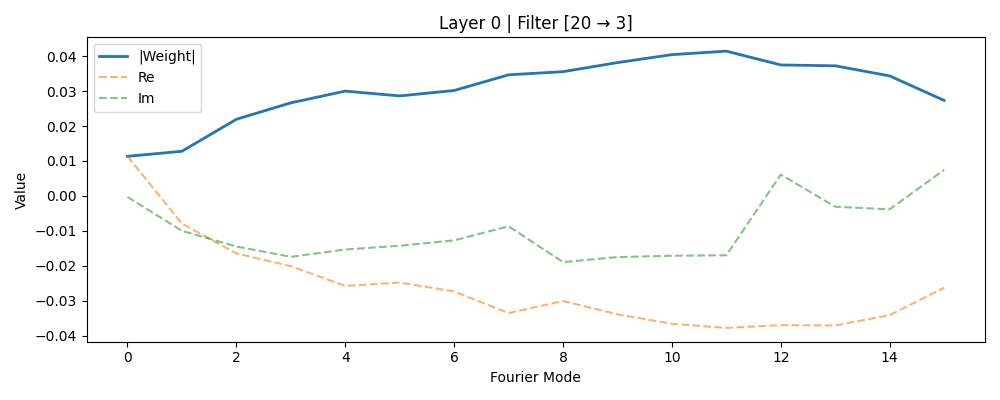 Layer 0 | Filter [20 → 3]
|Weight|
Re
Im
0.04
0.03
0.02
0.01
0.00
−0.01
−0.02
−0.03
−0.04
Value
0 2 4 6 8 10 12 14
Fourier Mode